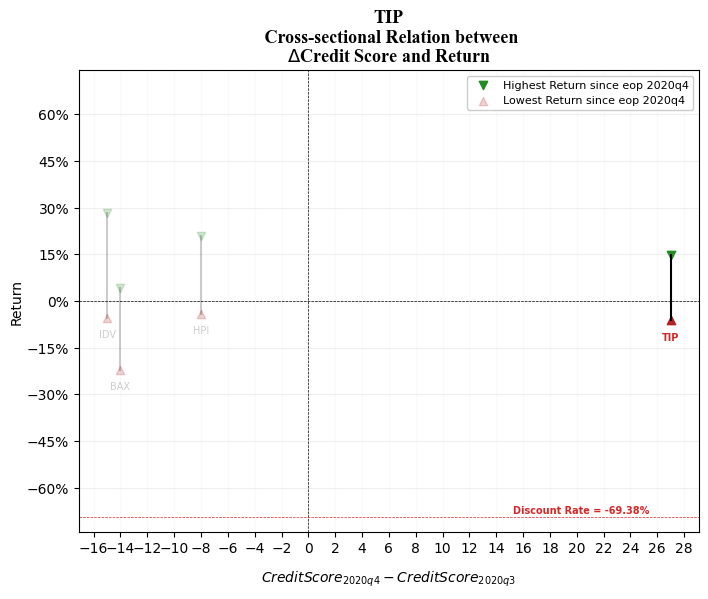 TIP
Cross-sectional Relation between
ΔCredit Score and Return
Highest Return since eop 2020q4
Lowest Return since eop 2020q4
60%
45%
30%
15%
0%
−15%
−30%
−45%
−60%
Return
IDV
BAX
HPI
TIP
Discount Rate = -69.38%
−16 −14 −12 −10 −8 −6 −4 −2 0 2 4 6 8 10 12 14 16 18 20 22 24 26 28
CreditScore2020q4 − CreditScore2020q3